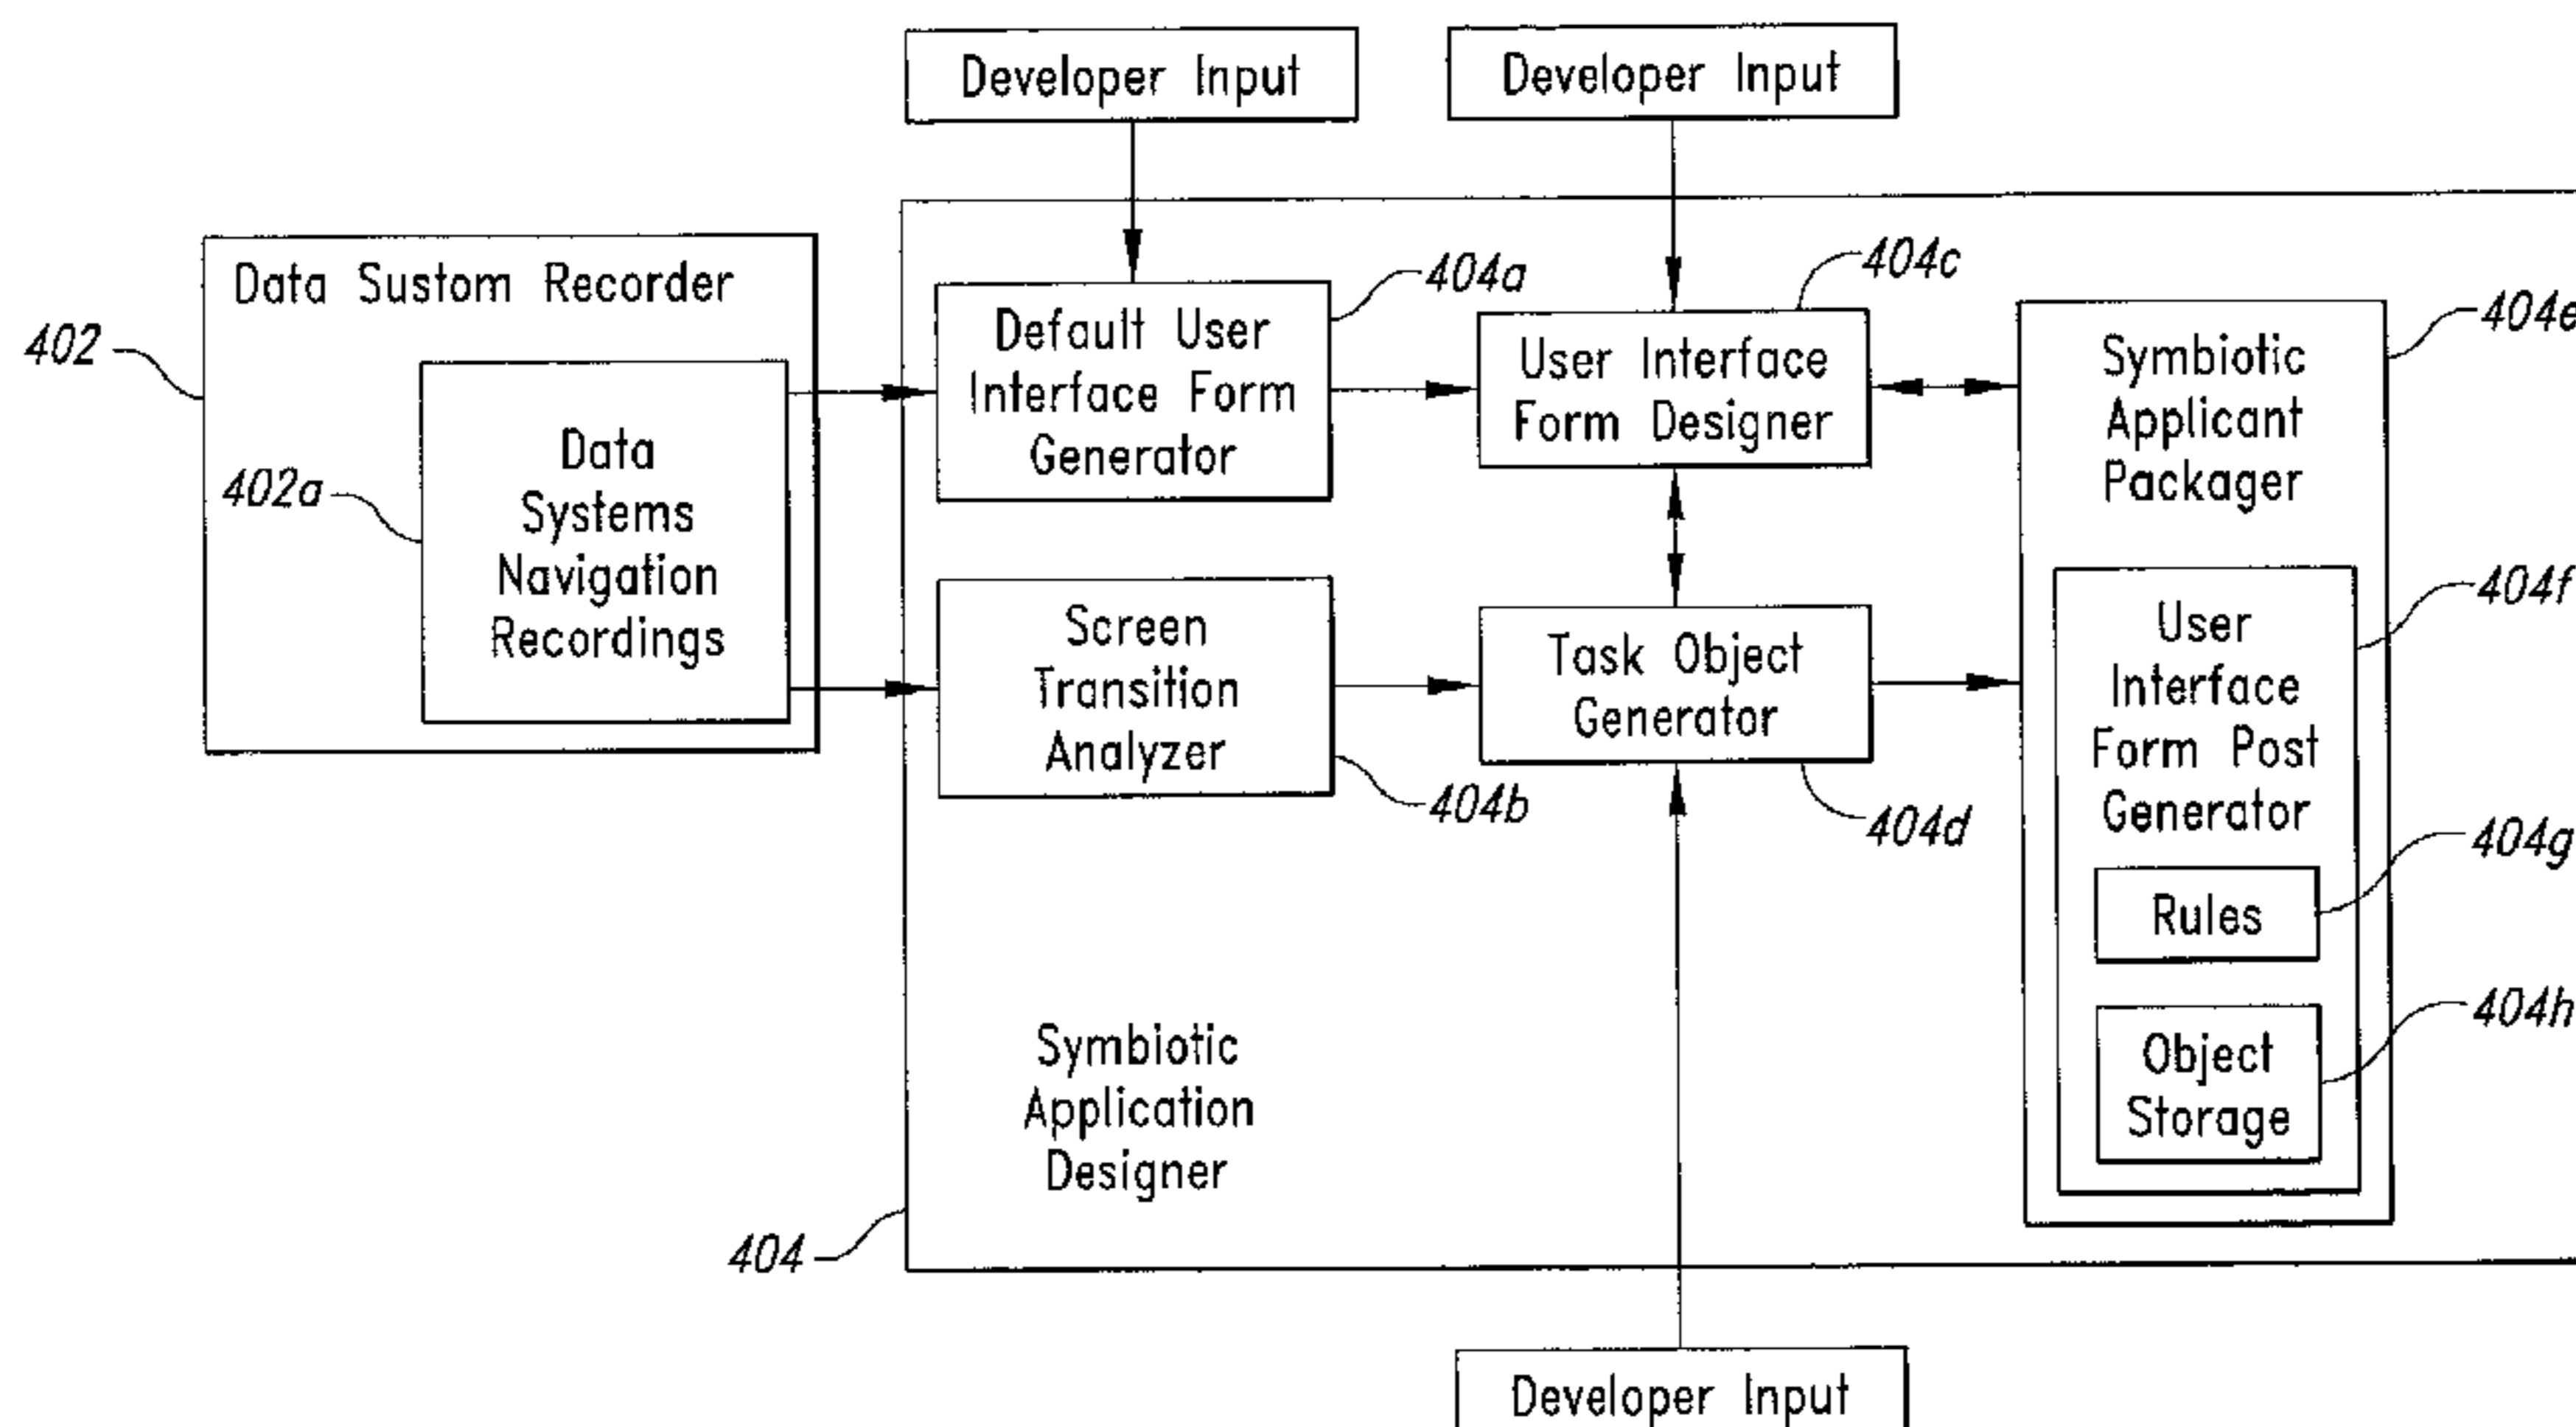 Developer Input
Developer Input
Data Sustom Recorder
402
402a
Data
Systems
Navigation
Recordings
Default User
Interface Form
Generator
404a
User Interface
Form Designer
404c
Symbiotic
Applicant
Packager
404e
Screen
Transition
Analyzer
404b
Task Object
Generator
404d
User
Interface
Form Post
Generator
404f
Rules
404g
Object
Storage
404h
Symbiotic
Application
Designer
404
Developer Input